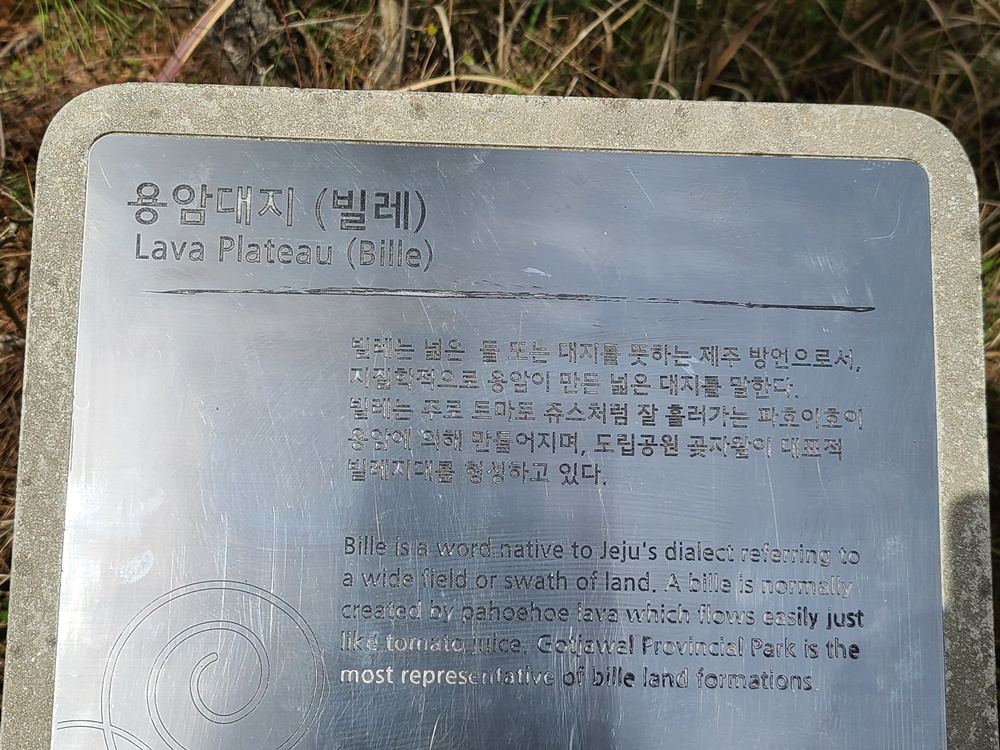 용암대지 (빌레)
Lava Plateau (Bille)
빌레는 넓은 들 또는 대지를 뜻하는 제주 방언으로서,
지질학적으로 용암이 만든 넓은 대지를 말한다.
빌레는 주로 토마토 쥬스처럼 잘 흘러가는 파호이호이
용암에 의해 만들어지며, 도립공원 곶자왈이 대표적
빌레지대를 형성하고 있다.
Bille is a word native to Jeju's dialect referring to
a wide field or swath of land. A bille is normally
created by pahoehoe lava which flows easily just
like tomato juice. Gotjawal Provincial Park is the
most representative of bille land formations.